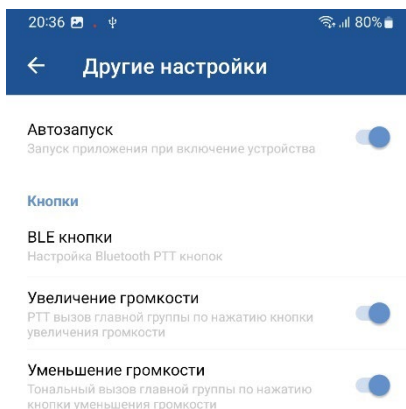 20:36 80%
Другие настройки
Автозапуск
Запуск приложения при включение устройства
Кнопки
BLE кнопки
Настройка Bluetooth PTT кнопок
Увеличение громкости
PTT вызов главной группы по нажатию кнопки
увеличения громкости
Уменьшение громкости
Тональный вызов главной группы по нажатию
кнопки уменьшения громкости